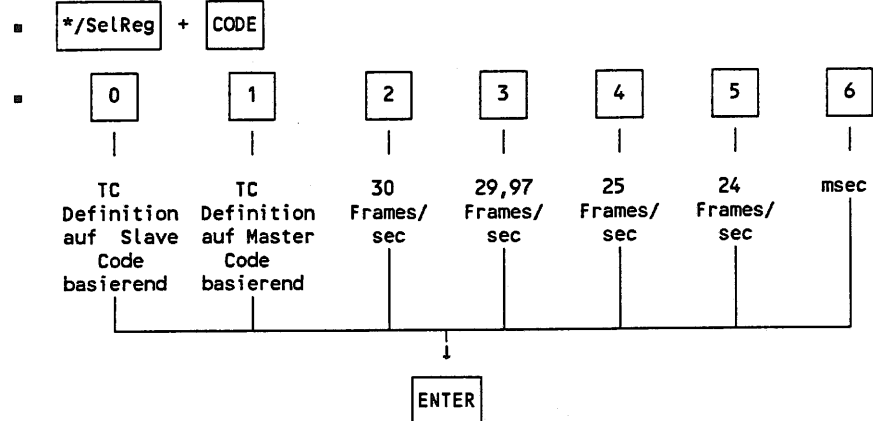 */SelReg + CODE
0 1 2 3 4 5 6
TC TC 30 29,97 25 24 msec
Definition Definition Frames/ Frames/ Frames/ Frames/
auf Slave auf Master sec sec sec sec
Code Code
basierend basierend
ENTER